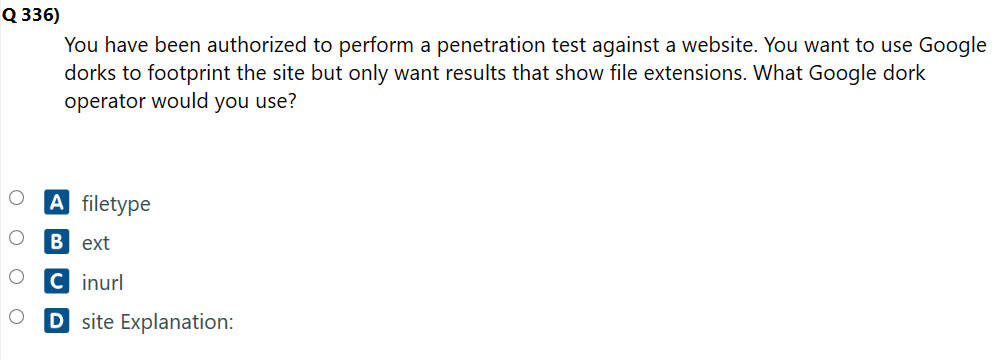 Q 336)
You have been authorized to perform a penetration test against a website. You want to use Google
dorks to footprint the site but only want results that show file extensions. What Google dork
operator would you use?
A filetype
B ext
C inurl
D site Explanation: